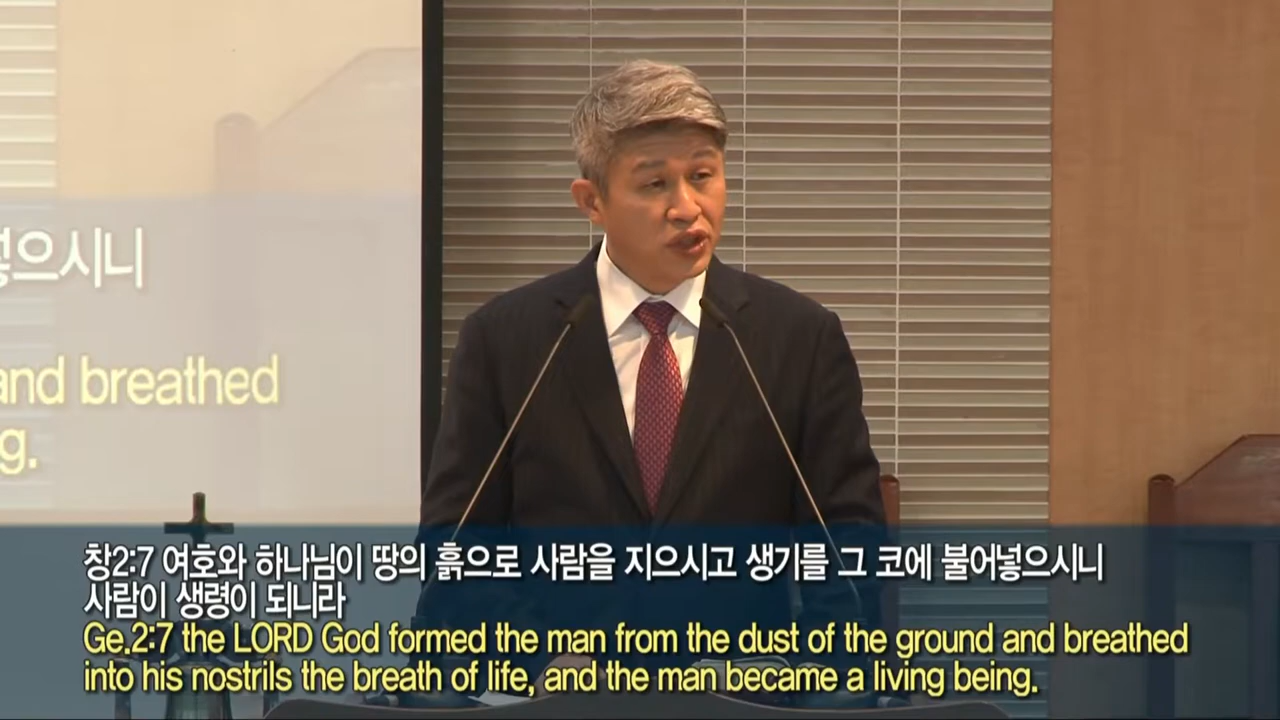 넣으시니
and breathed
g.
창2:7 여호와 하나님이 땅의 흙으로 사람을 지으시고 생기를 그 코에 불어넣으시니
사람이 생령이 되니라
Ge.2:7 the LORD God formed the man from the dust of the ground and breathed
into his nostrils the breath of life, and the man became a living being.